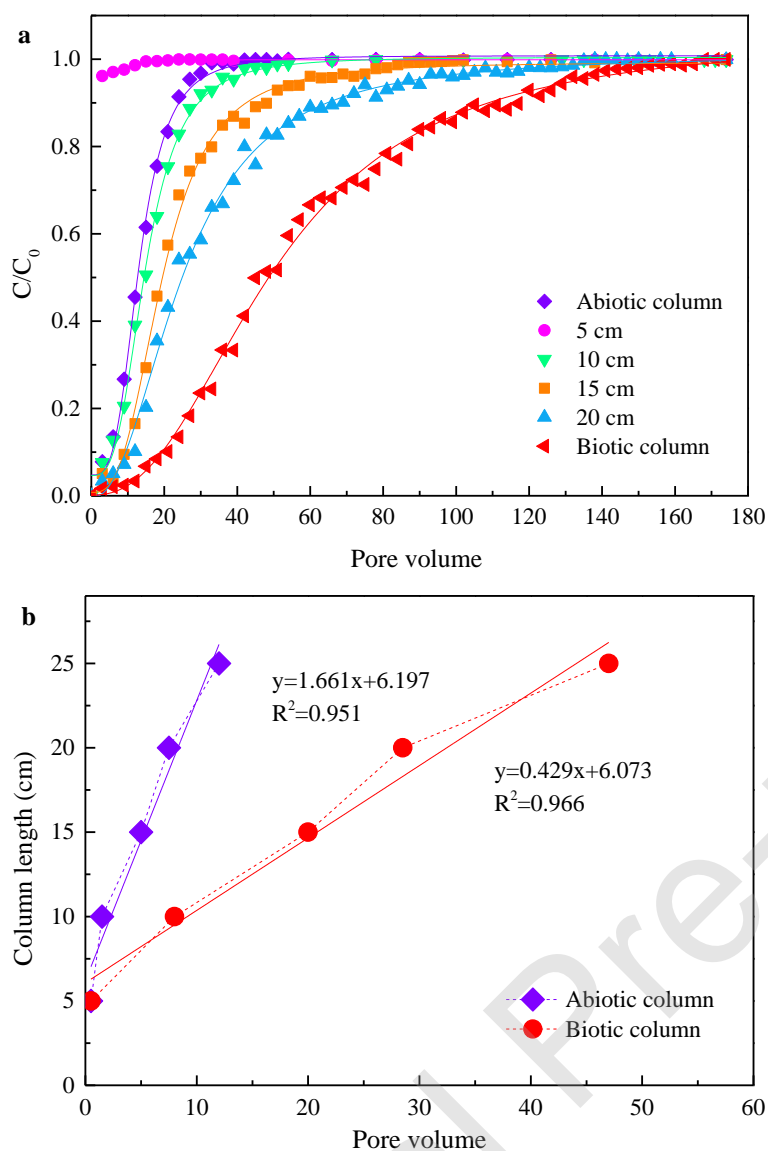 a
1.0
0.8
0.6
0.4
0.2
0.0
C/C0
Abiotic column
5 cm
10 cm
15 cm
20 cm
Biotic column
0 20 40 60 80 100 120 140 160 180
Pore volume
b
25
20
15
10
5
0
Column length (cm)
y=1.661x+6.197
R2=0.951
y=0.429x+6.073
R2=0.966
Abiotic column
Biotic column
0 10 20 30 40 50 60
Pore volume
Pre-